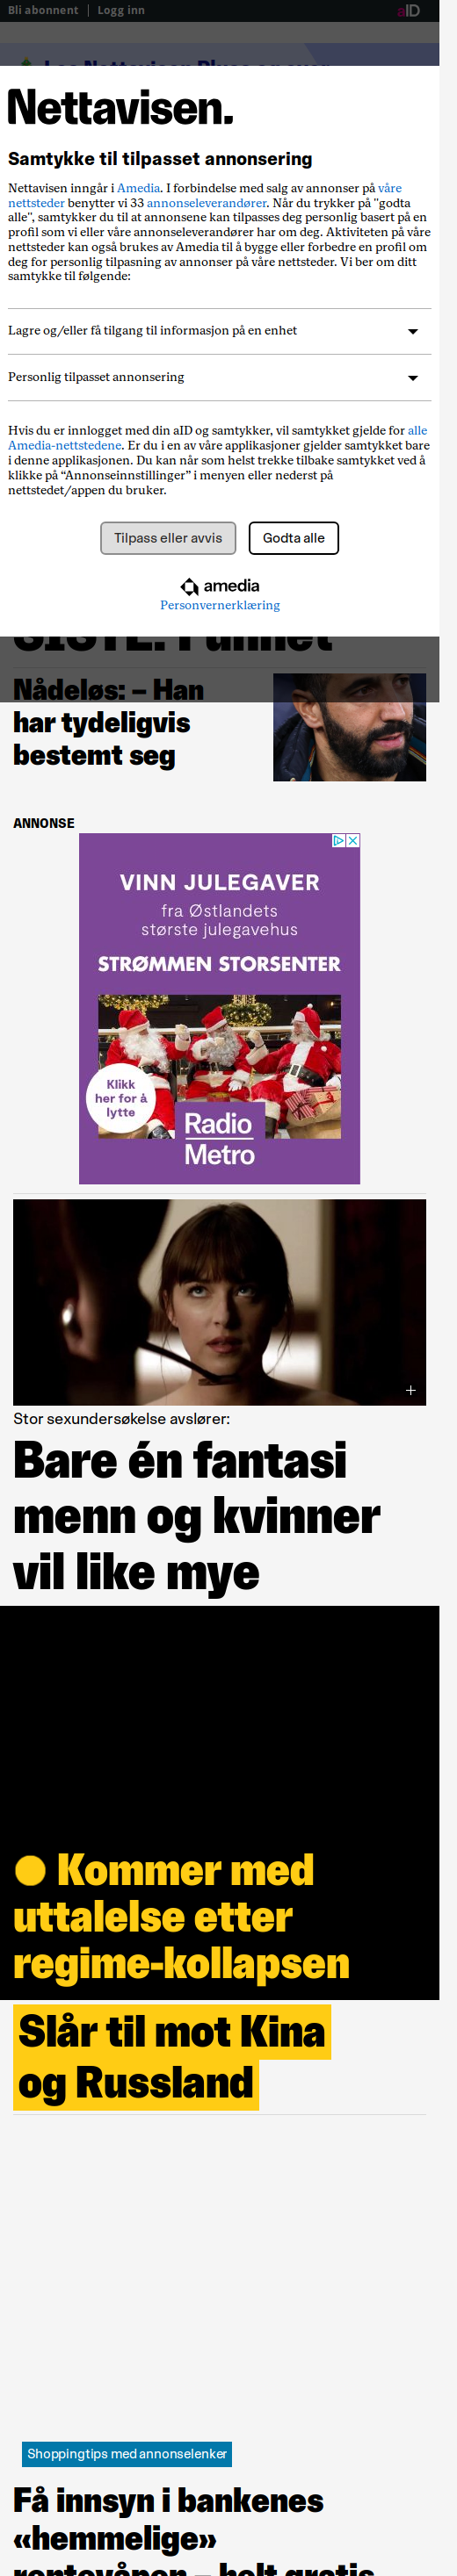 Bli abonnent | Logg inn
aID
Nettavisen.
Samtykke til tilpasset annonsering
Nettavisen inngår i Amedia. I forbindelse med salg av annonser på våre
nettsteder benytter vi 33 annonseleverandører. Når du trykker på "godta
alle", samtykker du til at annonsene kan tilpasses deg personlig basert på en
profil som vi eller våre annonseleverandører har om deg. Aktiviteten på våre
nettsteder kan også brukes av Amedia til å bygge eller forbedre en profil om
deg for personlig tilpasning av annonser på våre nettsteder. Vi ber om ditt
samtykke til følgende:
Lagre og/eller få tilgang til informasjon på en enhet
Personlig tilpasset annonsering
Hvis du er innlogget med din aID og samtykker, vil samtykket gjelde for alle
Amedia-nettstedene. Er du i en av våre applikasjoner gjelder samtykket bare
i denne applikasjonen. Du kan når som helst trekke tilbake samtykket ved å
klikke på “Annonseinnstillinger” i menyen eller nederst på
nettstedet/appen du bruker.
Tilpass eller avvis
Godta alle
amedia
Personvernerklæring
Nådeløs: – Han
har tydeligvis
bestemt seg
ANNONSE
VINN JULEGAVER
fra Østlandets
største julegavehus
STRØMMEN STORSENTER
Klikk
her for å
lytte
Radio
Metro
Stor sexundersøkelse avslører:
Bare én fantasi
menn og kvinner
vil like mye
Kommer med
uttalelse etter
regime-kollapsen
Slår til mot Kina
og Russland
Shoppingtips med annonselenker
Få innsyn i bankenes
«hemmelige»
rentevåpen – helt gratis